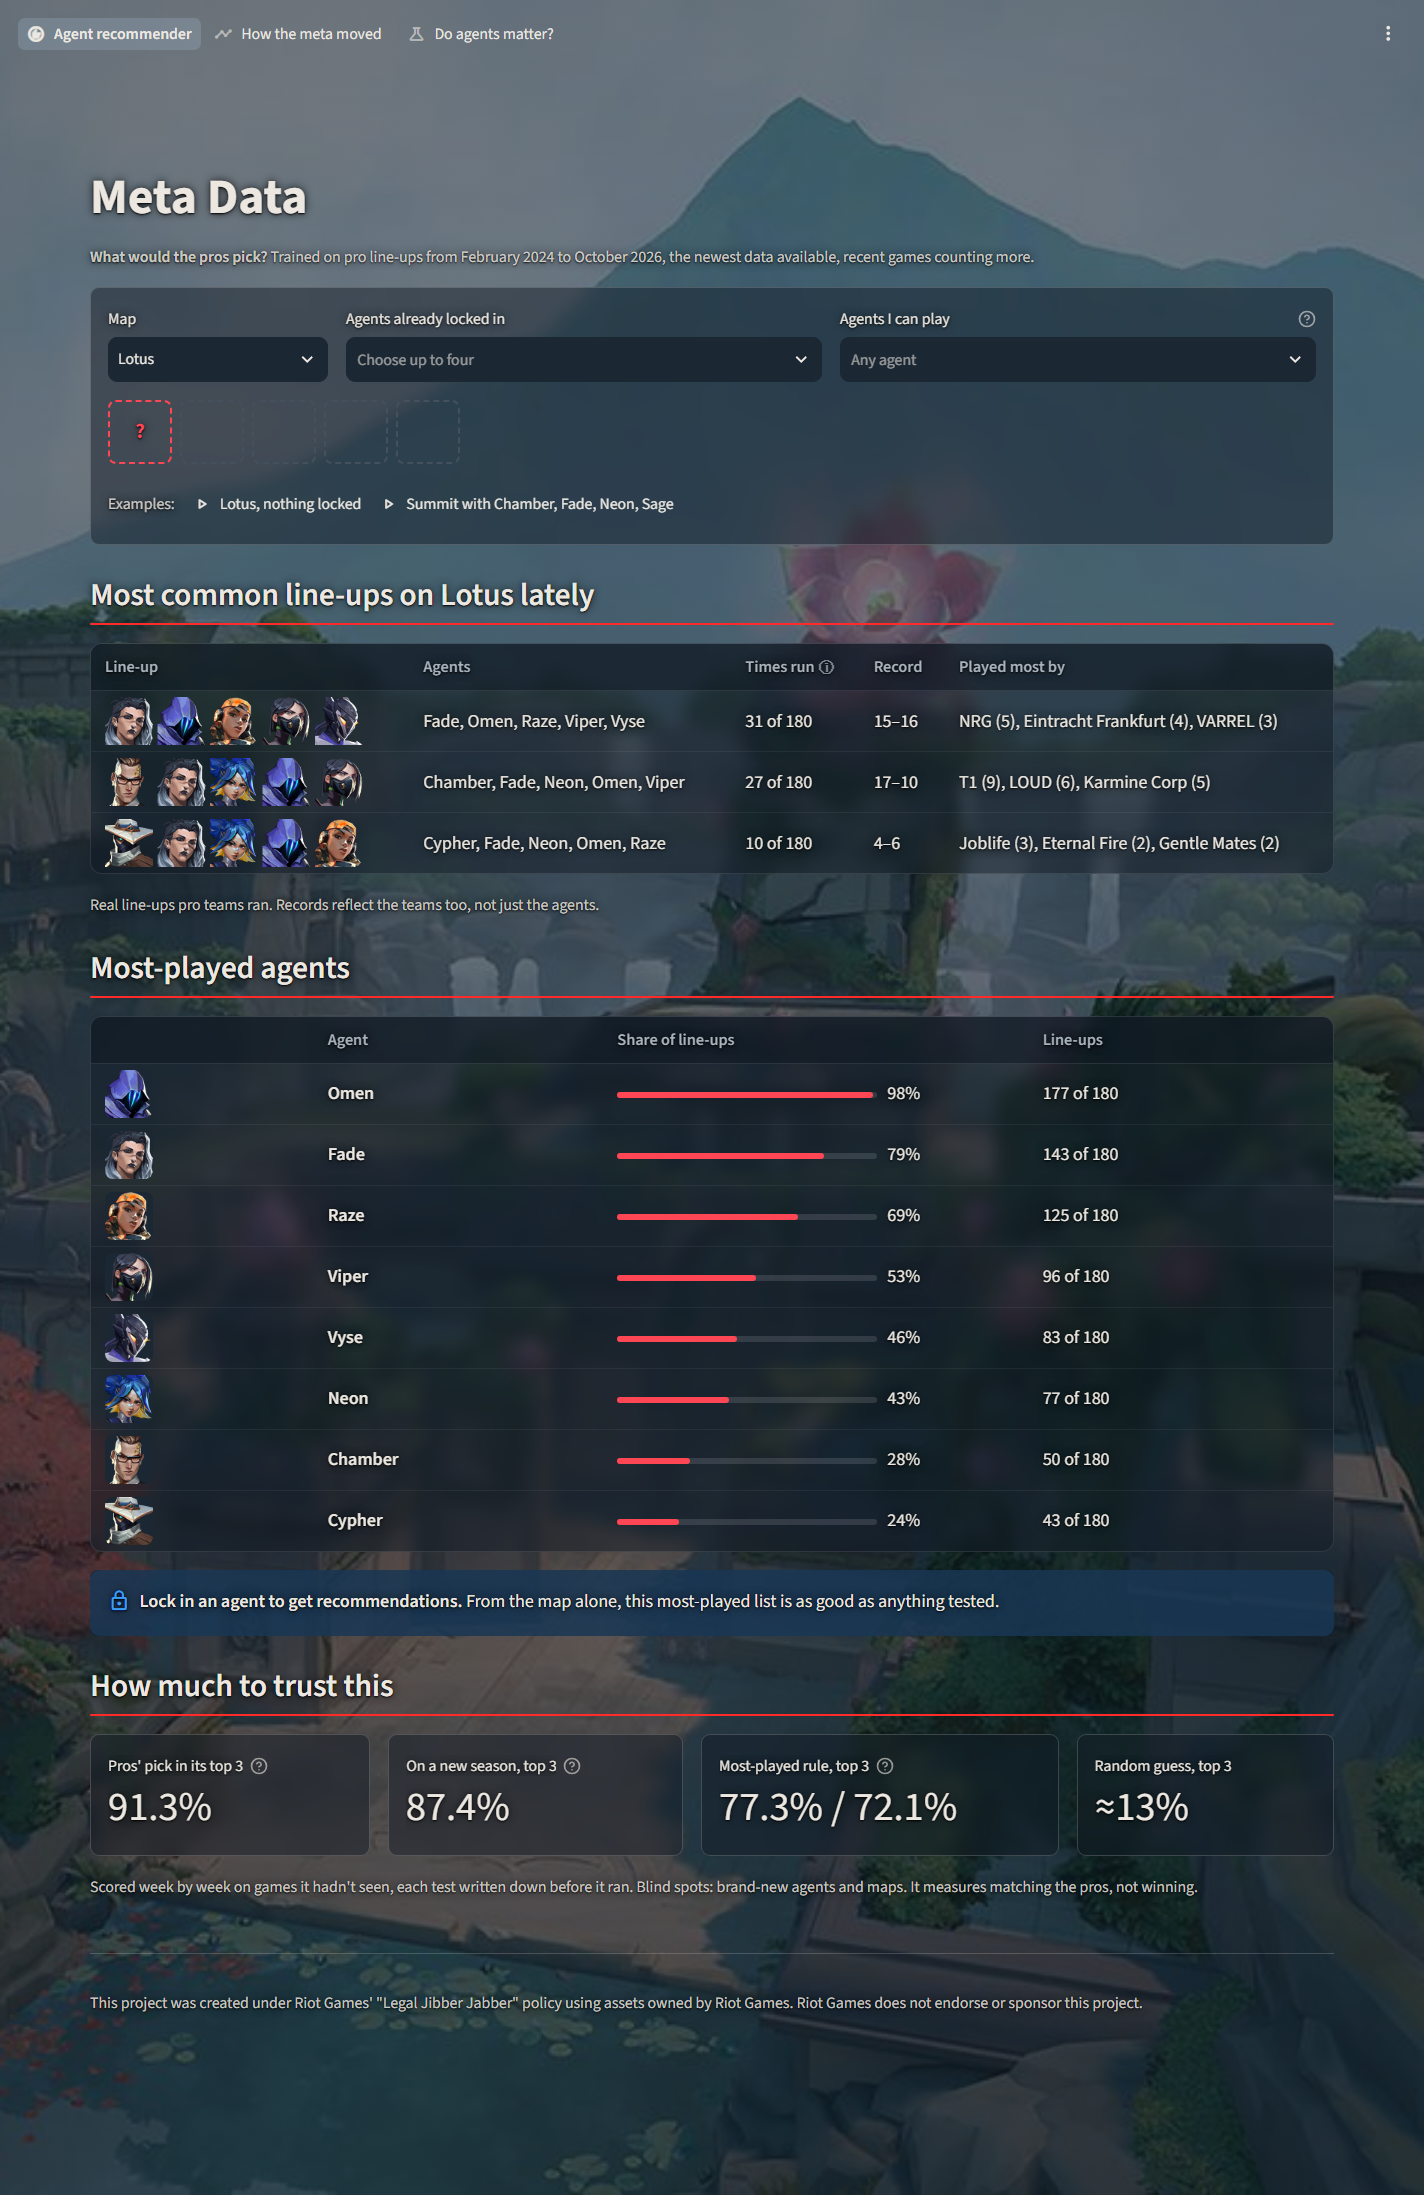 Agent recommender How the meta moved Do agents matter?
Meta Data
What would the pros pick? Trained on pro line-ups from February 2024 to October 2026, the newest data available, recent games counting more.
Map Agents already locked in Agents I can play
Lotus Choose up to four Any agent
?
Examples: Lotus, nothing locked Summit with Chamber, Fade, Neon, Sage
Most common line-ups on Lotus lately
Line-up Agents Times run Record Played most by
Fade, Omen, Raze, Viper, Vyse 31 of 180 15–16 NRG (5), Eintracht Frankfurt (4), VARREL (3)
Chamber, Fade, Neon, Omen, Viper 27 of 180 17–10 T1 (9), LOUD (6), Karmine Corp (5)
Cypher, Fade, Neon, Omen, Raze 10 of 180 4–6 Joblife (3), Eternal Fire (2), Gentle Mates (2)
Real line-ups pro teams ran. Records reflect the teams too, not just the agents.
Most-played agents
Agent Share of line-ups Line-ups
Omen 98% 177 of 180
Fade 79% 143 of 180
Raze 69% 125 of 180
Viper 53% 96 of 180
Vyse 46% 83 of 180
Neon 43% 77 of 180
Chamber 28% 50 of 180
Cypher 24% 43 of 180
Lock in an agent to get recommendations. From the map alone, this most-played list is as good as anything tested.
How much to trust this
Pros' pick in its top 3 On a new season, top 3 Most-played rule, top 3 Random guess, top 3
91.3% 87.4% 77.3% / 72.1% ≈13%
Scored week by week on games it hadn't seen, each test written down before it ran. Blind spots: brand-new agents and maps. It measures matching the pros, not winning.
This project was created under Riot Games' "Legal Jibber Jabber" policy using assets owned by Riot Games. Riot Games does not endorse or sponsor this project.